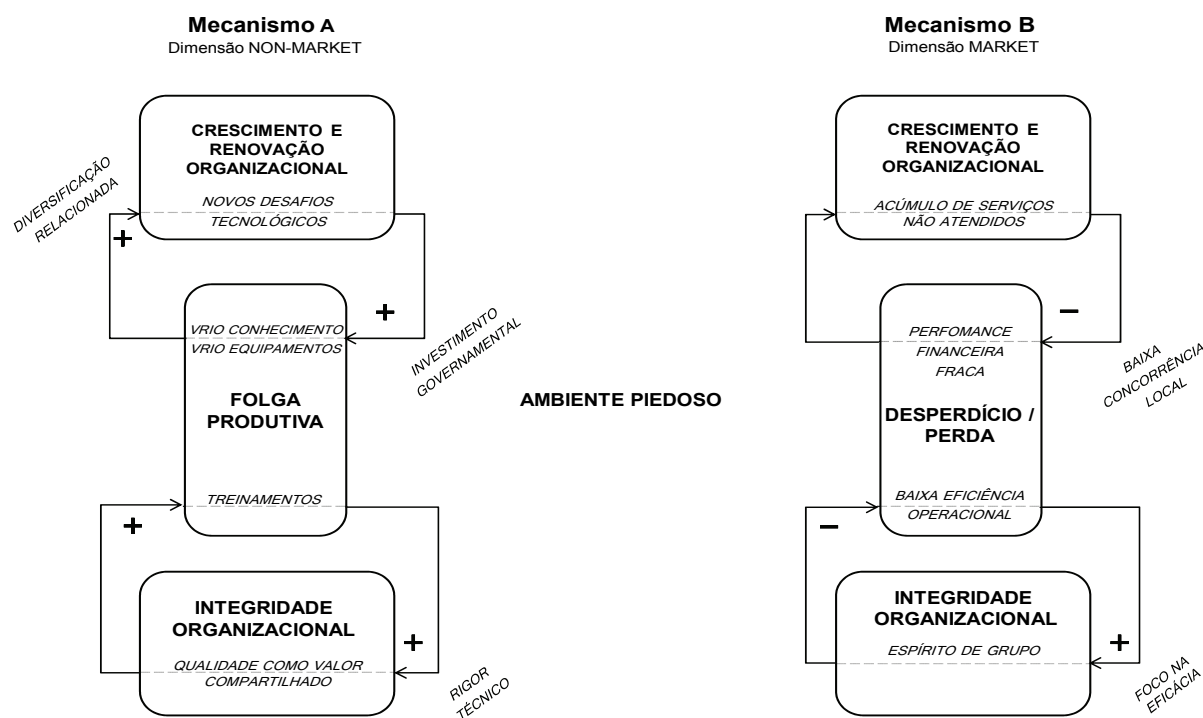 Mecanismo A
Dimensão NON-MARKET
CRESCIMENTO E
RENOVAÇÃO
ORGANIZACIONAL
NOVOS DESAFIOS
TECNOLÓGICOS
DIVERSIFICAÇÃO
RELACIONADA
+
+
VRIO CONHECIMENTO
VRIO EQUIPAMENTOS
INVESTIMENTO
GOVERNAMENTAL
FOLGA
PRODUTIVA
TREINAMENTOS
+
INTEGRIDADE
ORGANIZACIONAL
+
QUALIDADE COMO VALOR
COMPARTILHADO
RIGOR
TÉCNICO
AMBIENTE PIEDOSO
Mecanismo B
Dimensão MARKET
CRESCIMENTO E
RENOVAÇÃO
ORGANIZACIONAL
ACÚMULO DE SERVIÇOS
NÃO ATENDIDOS
−
PERFOMANCE
FINANCEIRA
FRACA
BAIXA
CONCORRÊNCIA
LOCAL
DESPERDÍCIO /
PERDA
BAIXA EFICIÊNCIA
OPERACIONAL
−
INTEGRIDADE
ORGANIZACIONAL
+
ESPÍRITO DE GRUPO
FOCO NA
EFICÁCIA